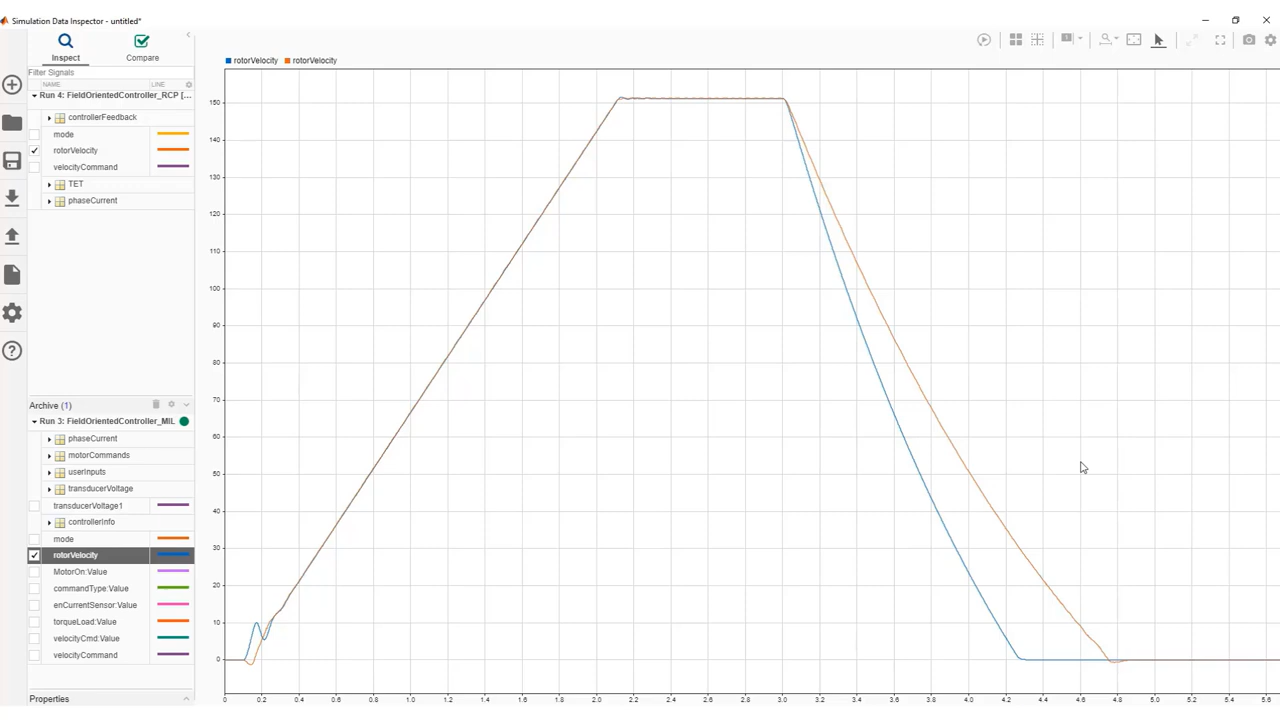 Simulation Data Inspector - untitled*
Inspect
Compare
Filter Signals
NAME
LINE
Run 4: FieldOrientedController_RCP [...
controllerFeedback
mode
rotorVelocity
velocityCommand
TET
phaseCurrent
Archive (1)
Run 3: FieldOrientedController_MIL
phaseCurrent
motorCommands
userInputs
transducerVoltage
transducerVoltage1
controllerInfo
mode
rotorVelocity
MotorOn:Value
commandType:Value
enCurrentSensor:Value
torqueLoad:Value
velocityCmd:Value
velocityCommand
Properties
rotorVelocity rotorVelocity
150
140
130
120
110
100
90
80
70
60
50
40
30
20
10
0
0 0.2 0.4 0.6 0.8 1.0 1.2 1.4 1.6 1.8 2.0 2.2 2.4 2.6 2.8 3.0 3.2 3.4 3.6 3.8 4.0 4.2 4.4 4.6 4.8 5.0 5.2 5.4 5.6